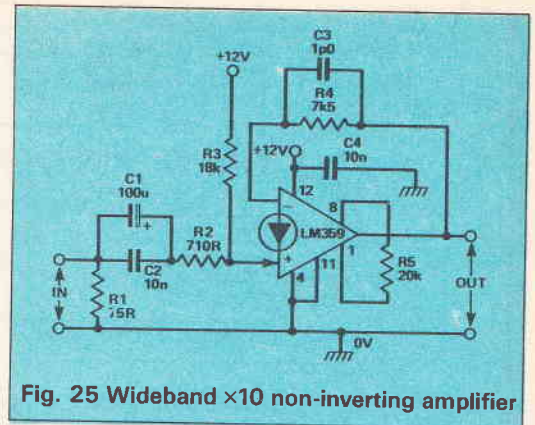 C3
1p0
+12V
R4
7k5
R3
18k
+12V
C4
10n
C1
100u
+
12
R2
710R
8
LM359
1
C2
10n
11
4
R5
20k
IN
R1
75R
OUT
0V
Fig. 25 Wideband ×10 non-inverting amplifier